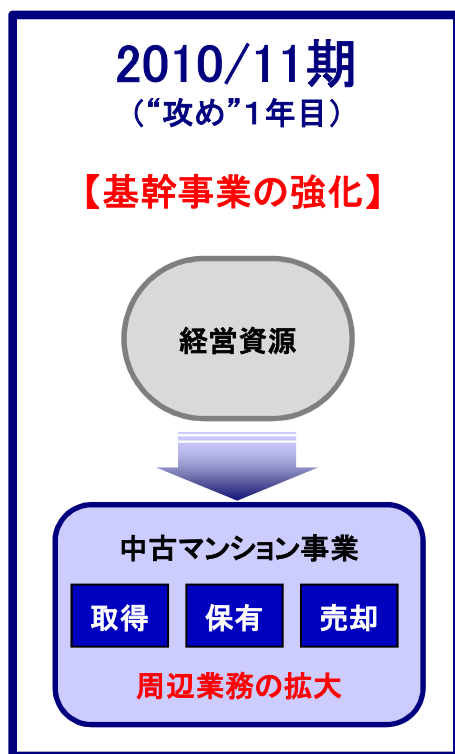 2010/11期
(“攻め”1年目)
【基幹事業の強化】
経営資源
中古マンション事業
取得 保有 売却
周辺業務の拡大